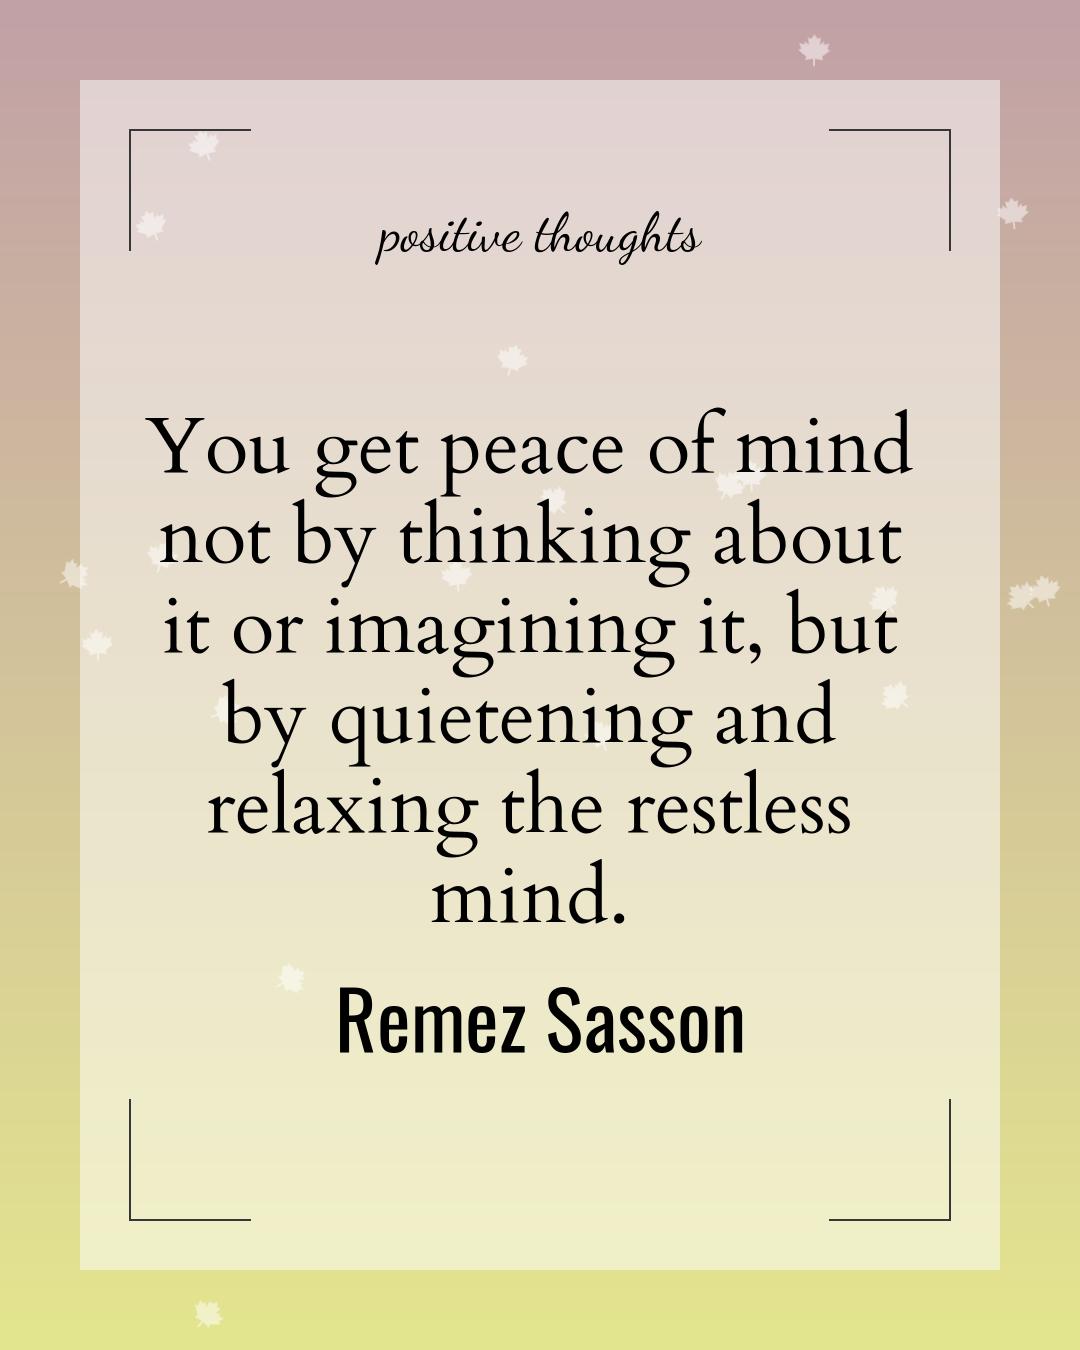 positive thoughts
You get peace of mind
not by thinking about
it or imagining it, but
by quietening and
relaxing the restless
mind.
Remez Sasson